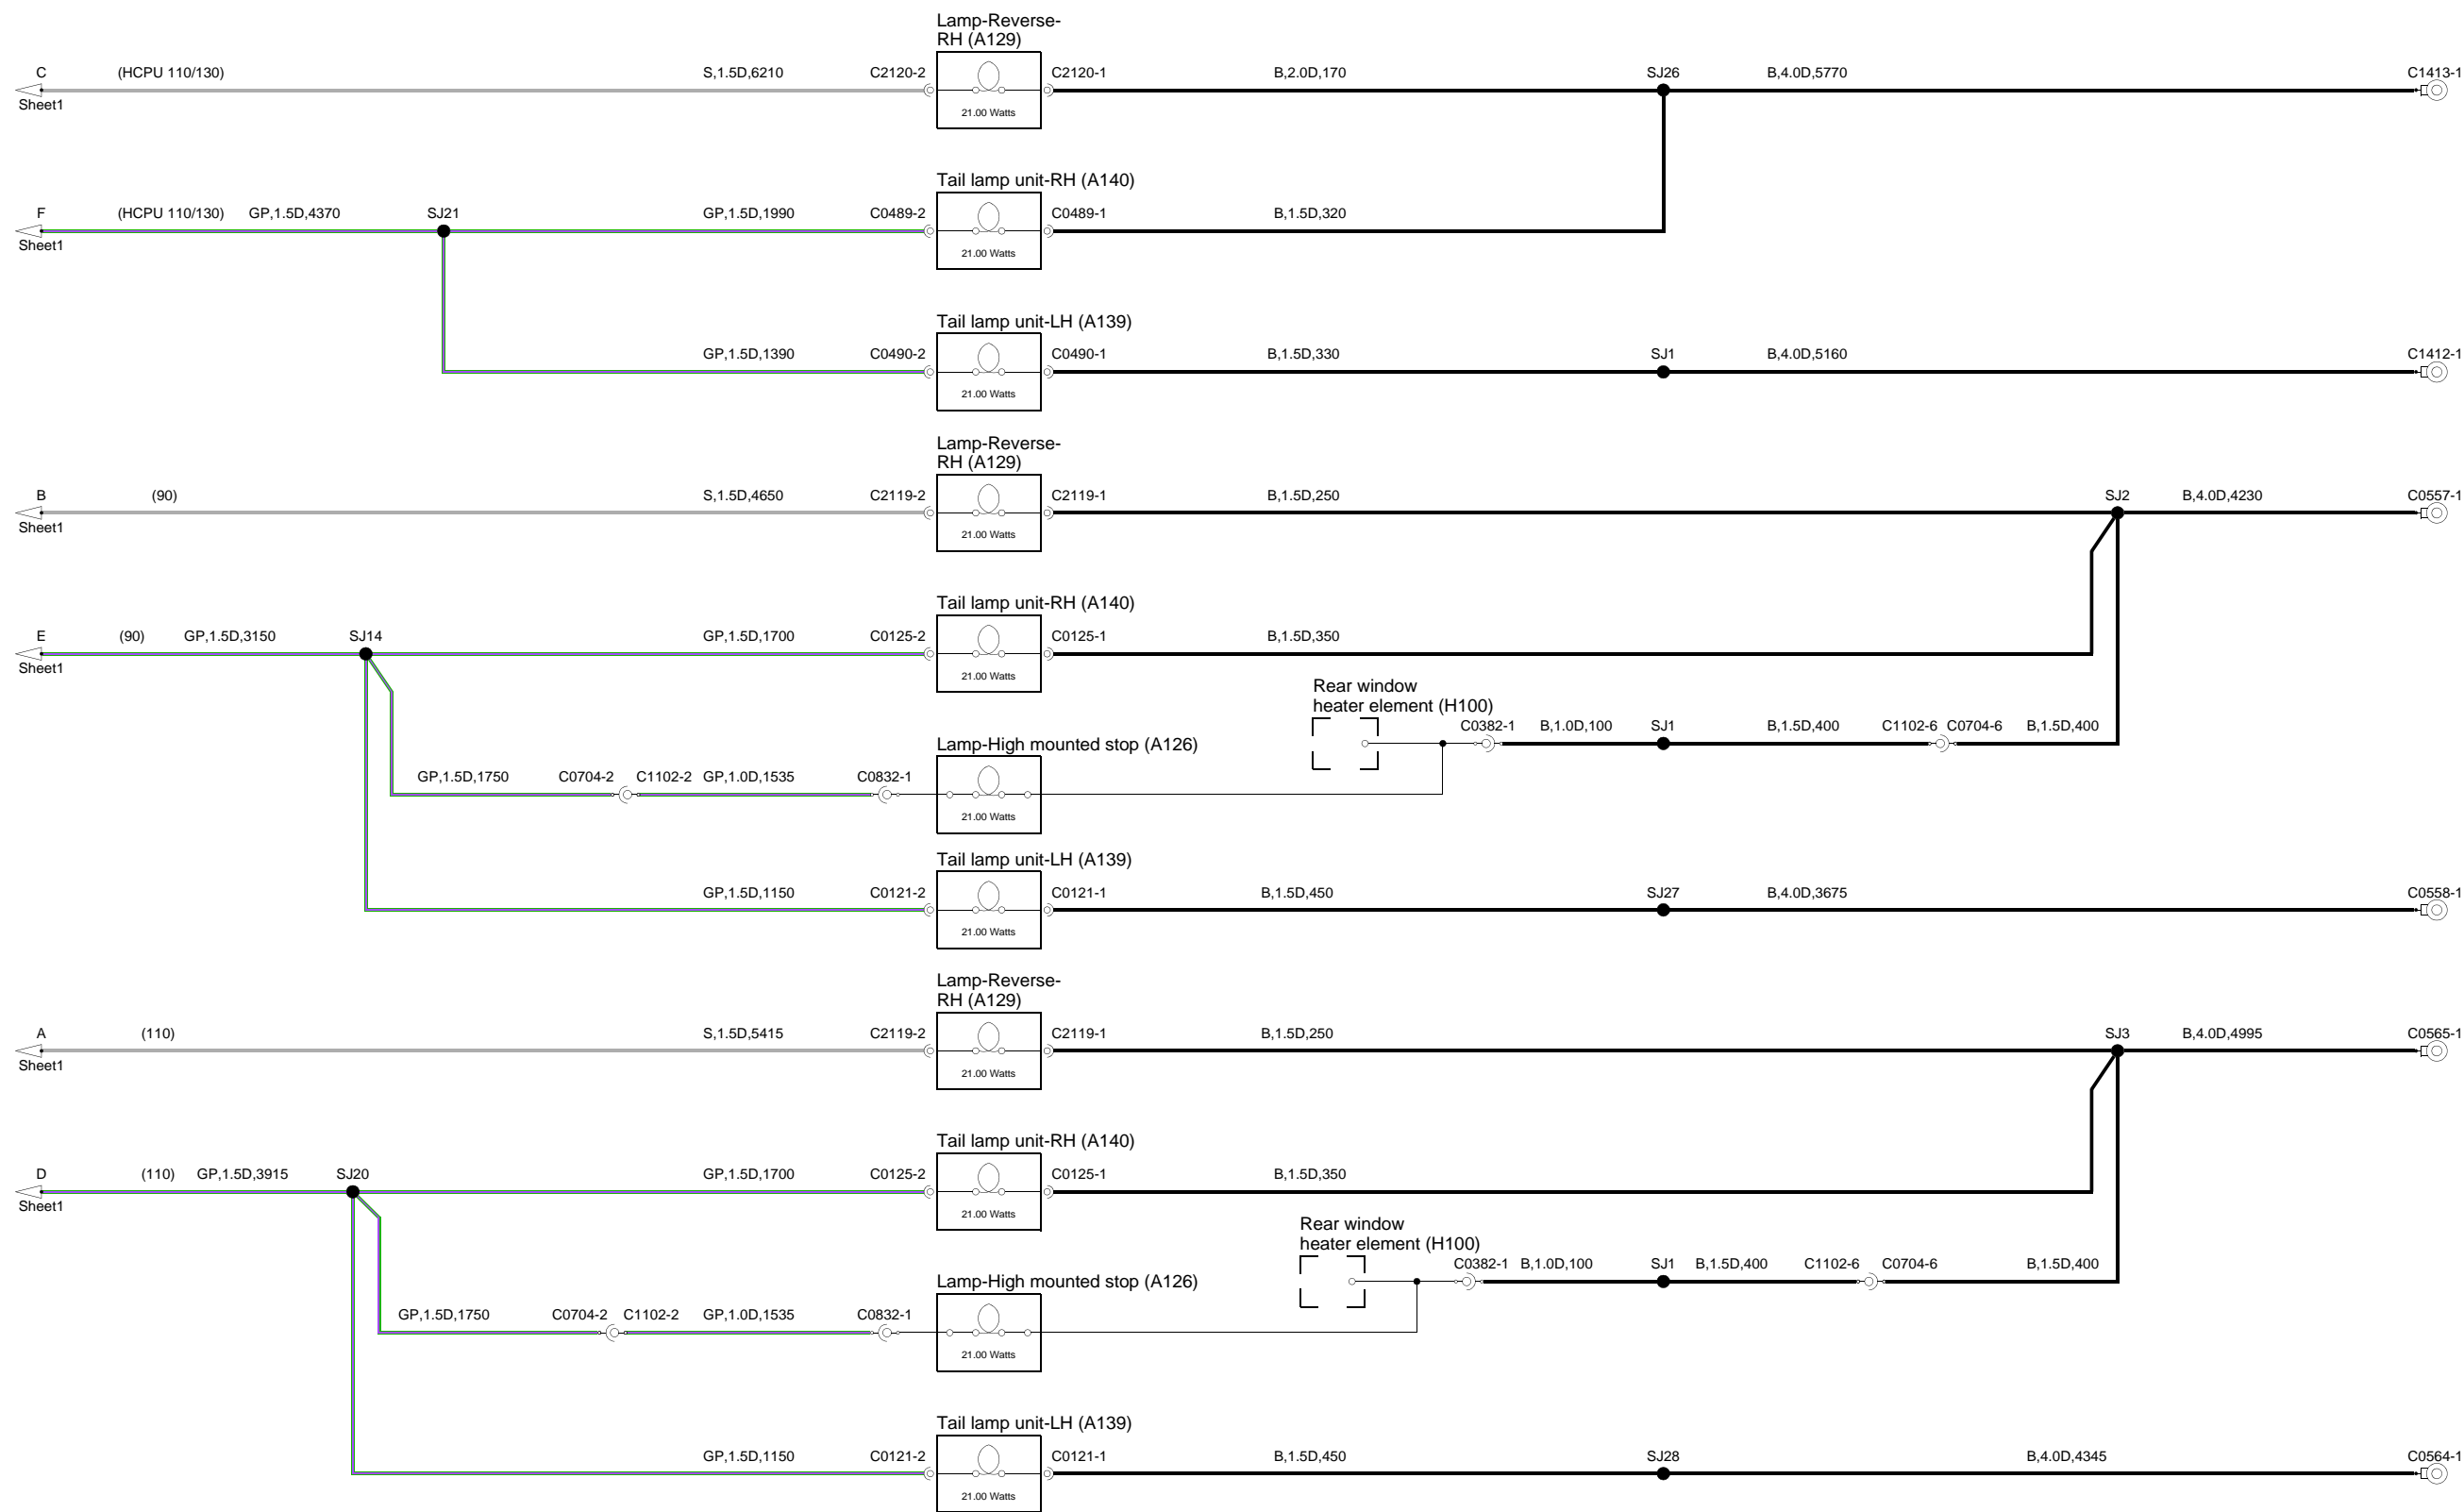 Lamp-Reverse-
RH (A129)
C (HCPU 110/130) S,1.5D,6210 C2120-2 C2120-1 B,2.0D,170 SJ26 B,4.0D,5770 C1413-1
Sheet1
21.00 Watts
Tail lamp unit-RH (A140)
F (HCPU 110/130) GP,1.5D,4370 SJ21 GP,1.5D,1990 C0489-2 C0489-1 B,1.5D,320
Sheet1
21.00 Watts
Tail lamp unit-LH (A139)
GP,1.5D,1390 C0490-2 C0490-1 B,1.5D,330 SJ1 B,4.0D,5160 C1412-1
21.00 Watts
Lamp-Reverse-
RH (A129)
B (90) S,1.5D,4650 C2119-2 C2119-1 B,1.5D,250 SJ2 B,4.0D,4230 C0557-1
Sheet1
21.00 Watts
Tail lamp unit-RH (A140)
E (90) GP,1.5D,3150 SJ14 GP,1.5D,1700 C0125-2 C0125-1 B,1.5D,350
Sheet1
21.00 Watts
Rear window
heater element (H100)
C0382-1 B,1.0D,100 SJ1 B,1.5D,400 C1102-6 C0704-6 B,1.5D,400
Lamp-High mounted stop (A126)
GP,1.5D,1750 C0704-2 C1102-2 GP,1.0D,1535 C0832-1
21.00 Watts
Tail lamp unit-LH (A139)
GP,1.5D,1150 C0121-2 C0121-1 B,1.5D,450 SJ27 B,4.0D,3675 C0558-1
21.00 Watts
Lamp-Reverse-
RH (A129)
A (110) S,1.5D,5415 C2119-2 C2119-1 B,1.5D,250 SJ3 B,4.0D,4995 C0565-1
Sheet1
21.00 Watts
Tail lamp unit-RH (A140)
D (110) GP,1.5D,3915 SJ20 GP,1.5D,1700 C0125-2 C0125-1 B,1.5D,350
Sheet1
21.00 Watts
Rear window
heater element (H100)
C0382-1 B,1.0D,100 SJ1 B,1.5D,400 C1102-6 C0704-6 B,1.5D,400
Lamp-High mounted stop (A126)
GP,1.5D,1750 C0704-2 C1102-2 GP,1.0D,1535 C0832-1
21.00 Watts
Tail lamp unit-LH (A139)
GP,1.5D,1150 C0121-2 C0121-1 B,1.5D,450 SJ28 B,4.0D,4345 C0564-1
21.00 Watts